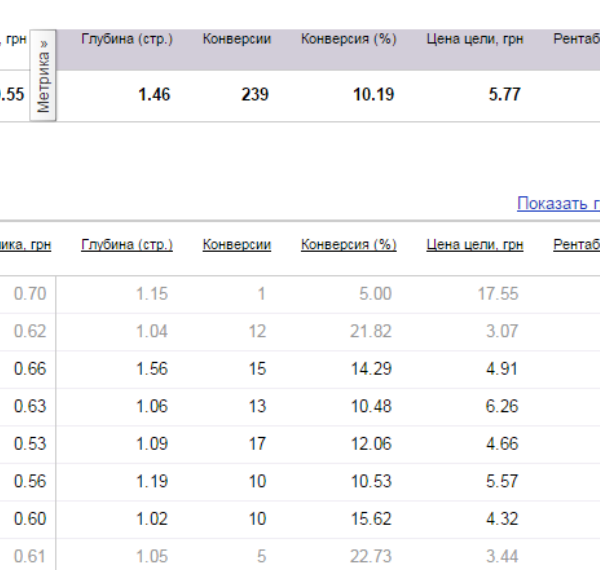 , грн Глубина (стр.) Конверсии Конверсия (%) Цена цели, грн Рентаб
Метрика »
.55 1.46 239 10.19 5.77
Показать г
ика, грн Глубина (стр.) Конверсии Конверсия (%) Цена цели, грн Рентаб
0.70 1.15 1 5.00 17.55
0.62 1.04 12 21.82 3.07
0.66 1.56 15 14.29 4.91
0.63 1.06 13 10.48 6.26
0.53 1.09 17 12.06 4.66
0.56 1.19 10 10.53 5.57
0.60 1.02 10 15.62 4.32
0.61 1.05 5 22.73 3.44